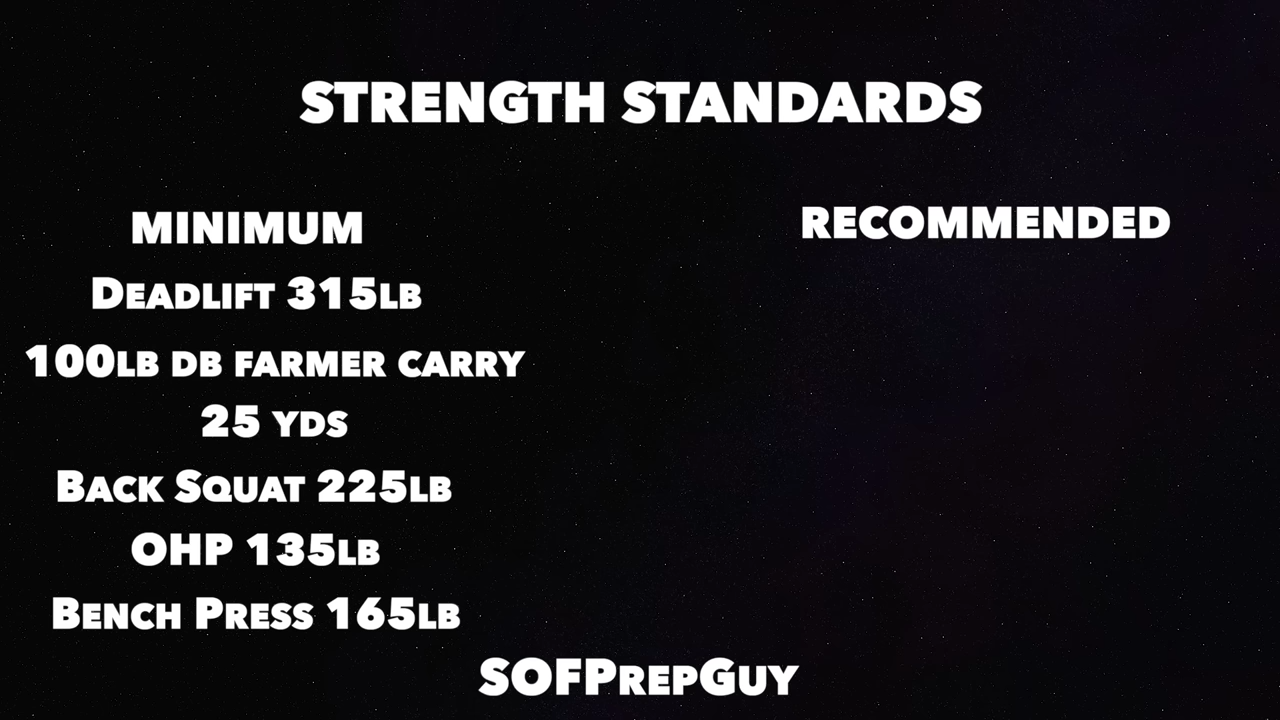 STRENGTH STANDARDS
MINIMUM
DEADLIFT 315LB
100LB DB FARMER CARRY
25 YDS
BACK SQUAT 225LB
OHP 135LB
BENCH PRESS 165LB
RECOMMENDED
SOFPREPGUY